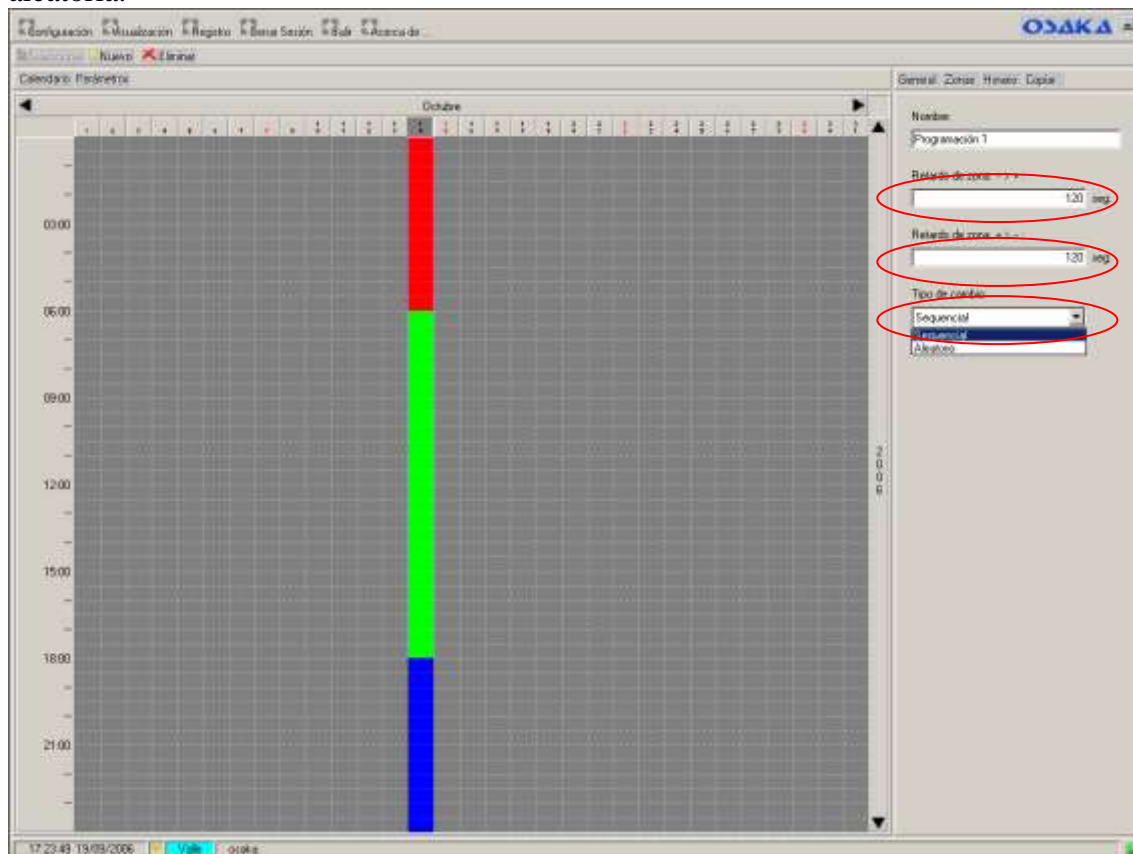 Configuración Visualización Registro Borrar Sesión Salir Acerca de ...
OSAKA
Nuevo Eliminar
Calendario Parámetros
General Zonas Horario Copiar
Octubre
Nombre
Programación 1
Retardo de zona: - > +
120 seg.
Retardo de zona: + > -
120 seg.
Tipo de cambio
Sequencial
Sequencial
Aleatorio
03:00
06:00
09:00
12:00
15:00
18:00
21:00
2006
17:23:49 19/09/2006 Valle osaka